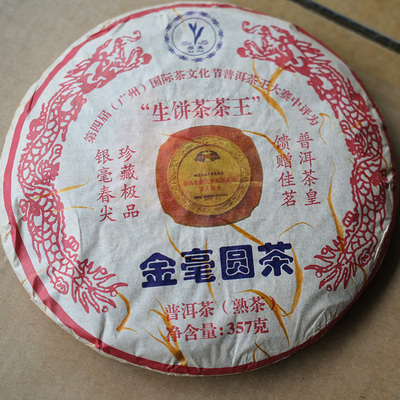 第四届（广州）国际茶文化节普洱茶王大赛中评为
“生饼茶茶王”
普洱茶皇
馈赠佳茗
珍藏极品
银毫春尖
金毫圆茶
普洱茶（熟茶）
净含量:357克